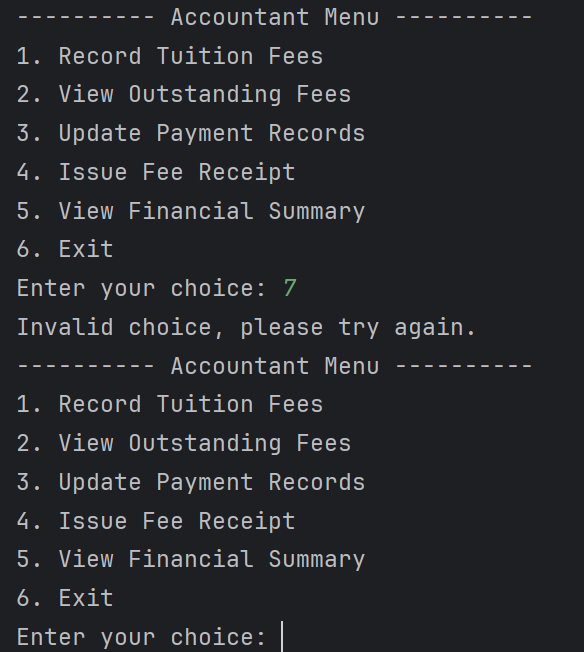 ---------- Accountant Menu ----------
1. Record Tuition Fees
2. View Outstanding Fees
3. Update Payment Records
4. Issue Fee Receipt
5. View Financial Summary
6. Exit
Enter your choice: 7
Invalid choice, please try again.
---------- Accountant Menu ----------
1. Record Tuition Fees
2. View Outstanding Fees
3. Update Payment Records
4. Issue Fee Receipt
5. View Financial Summary
6. Exit
Enter your choice: